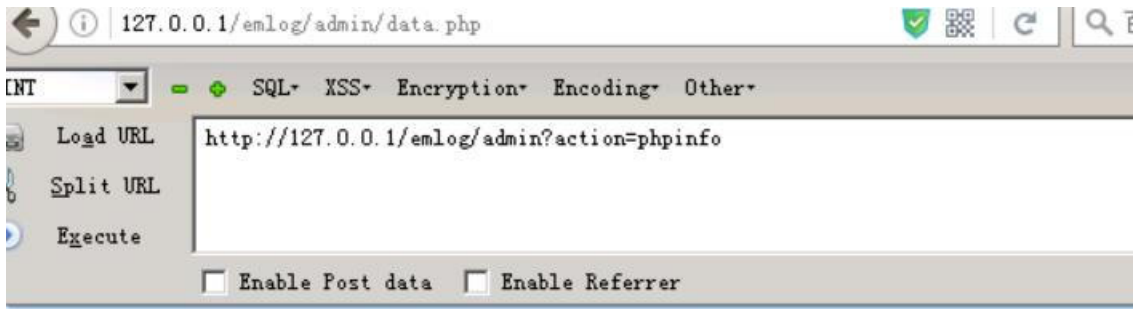 127.0.0.1/emlog/admin/data.php
INT SQL- XSS- Encryption- Encoding- Other-
Load URL http://127.0.0.1/emlog/admin?action=phpinfo
Split URL
Execute
Enable Post data Enable Referrer